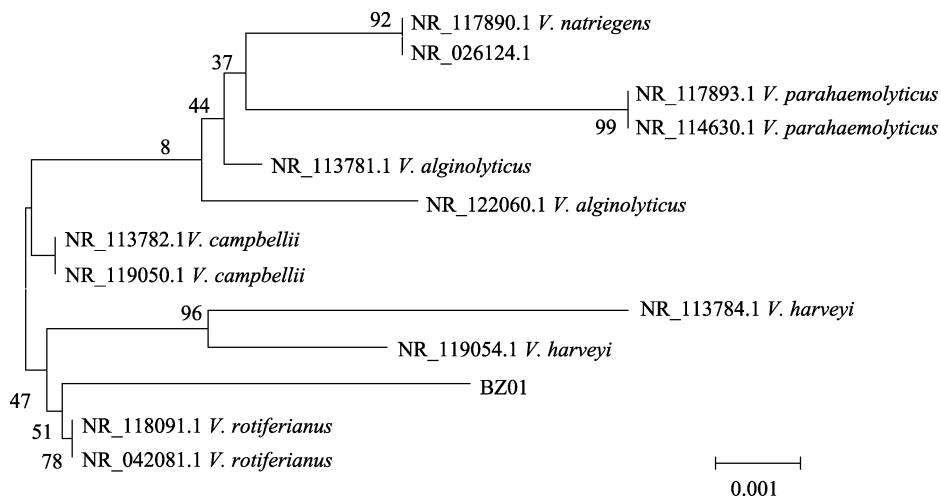 92
NR_117890.1 V. natriegens
NR_026124.1
37
NR_117893.1 V. parahaemolyticus
44
99
NR_114630.1 V. parahaemolyticus
8
NR_113781.1 V. alginolyticus
NR_122060.1 V. alginolyticus
NR_113782.1V. campbellii
NR_119050.1 V. campbellii
96
NR_113784.1 V. harveyi
NR_119054.1 V. harveyi
BZ01
47
51
NR_118091.1 V. rotiferianus
78
NR_042081.1 V. rotiferianus
0.001